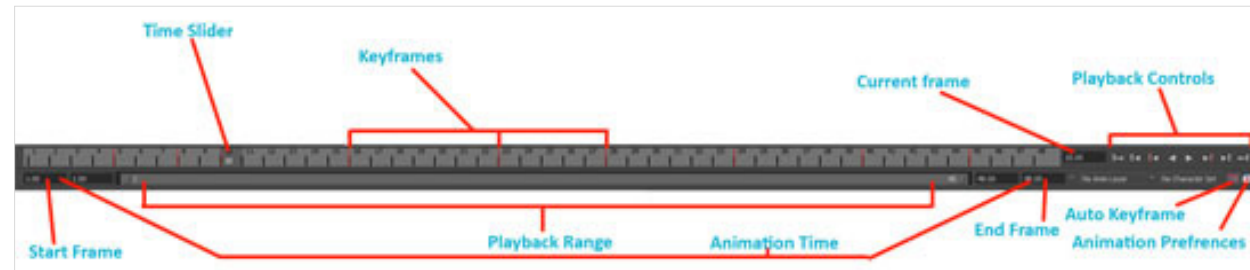 Time Slider
Keyframes
Current frame
Playback Controls
Start Frame
Playback Range
Animation Time
End Frame
Auto Keyframe
Animation Prefrences